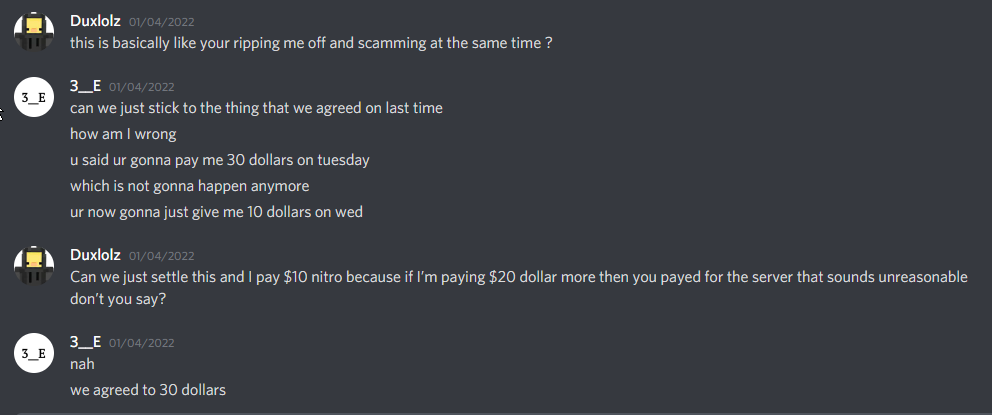 Duxlolz 01/04/2022
this is basically like your ripping me off and scamming at the same time ?
3__E
3__E 01/04/2022
can we just stick to the thing that we agreed on last time
how am I wrong
u said ur gonna pay me 30 dollars on tuesday
which is not gonna happen anymore
ur now gonna just give me 10 dollars on wed
Duxlolz 01/04/2022
Can we just settle this and I pay $10 nitro because if I'm paying $20 dollar more then you payed for the server that sounds unreasonable
don't you say?
3__E
3__E 01/04/2022
nah
we agreed to 30 dollars